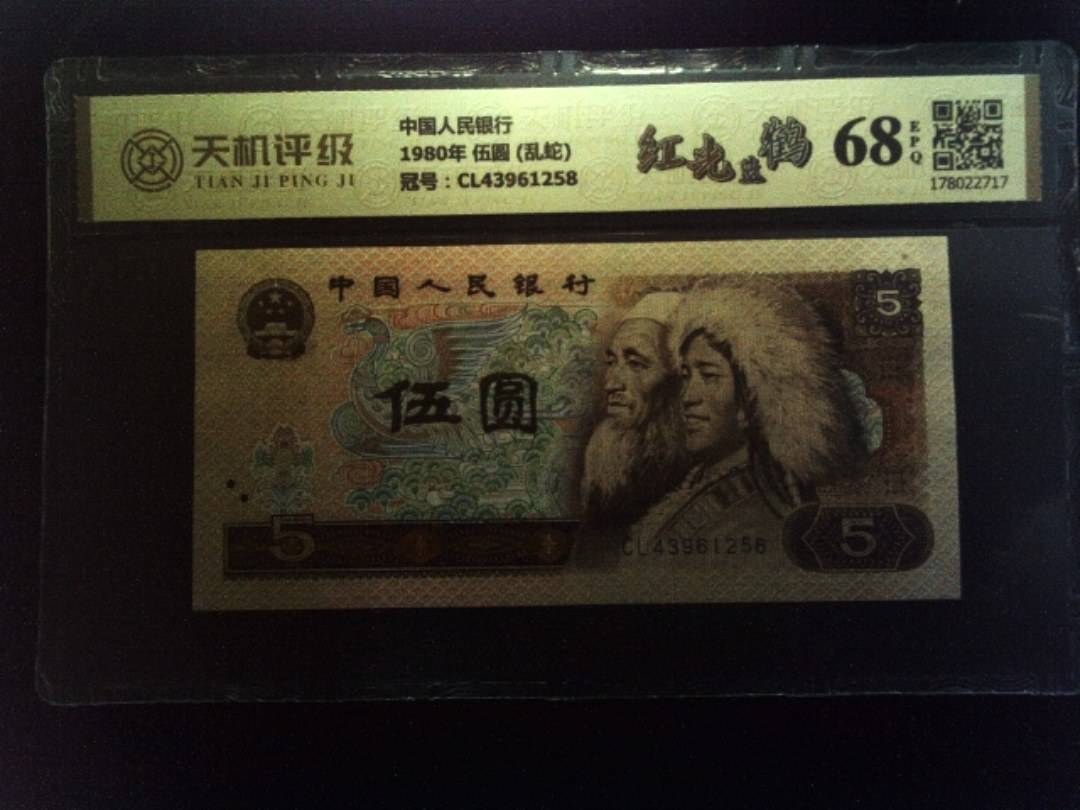 天机评级
TIAN JI PING JI
中国人民银行
1980年 伍圆 (乱蛇)
冠号：CL43961258
红光蓝鹤
68
EPQ
178022717
中国人民银行
5
伍圆
5
CL43961258
5